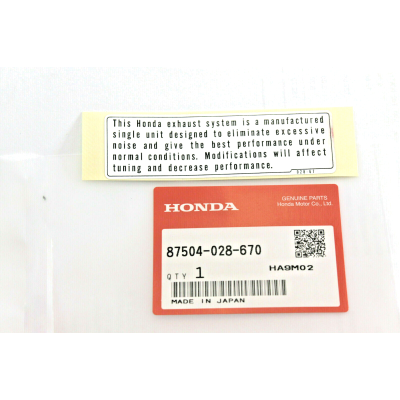 This Honda exhaust system is a manufactured
single unit designed to eliminate excessive
noise and give the best performance under
normal conditions. Modifications will affect
tuning and decrease performance.
HONDA
GENUINE PARTS
Honda Motor Co., Ltd.
87504-028-670
QTY 1
HA9M02
MADE IN JAPAN